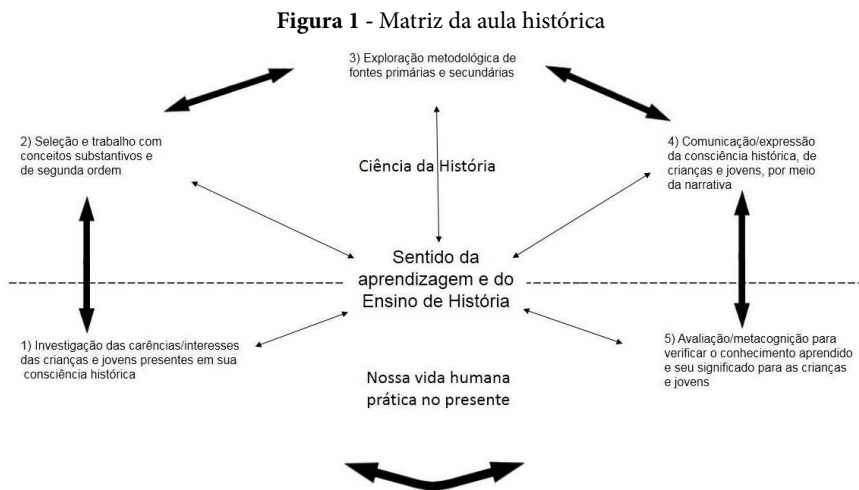 Figura 1 - Matriz da aula histórica
3) Exploração metodológica de
fontes primárias e secundárias
2) Seleção e trabalho com
conceitos substantivos e
de segunda ordem
4) Comunicação/expressão
da consciência histórica, de
crianças e jovens, por meio
da narrativa
Ciência da História
Sentido da
aprendizagem e do
Ensino de História
1) Investigação das carências/interesses
das crianças e jovens presentes em sua
consciência histórica
5) Avaliação/metacognição para
verificar o conhecimento aprendido
e seu significado para as crianças
e jovens
Nossa vida humana
prática no presente